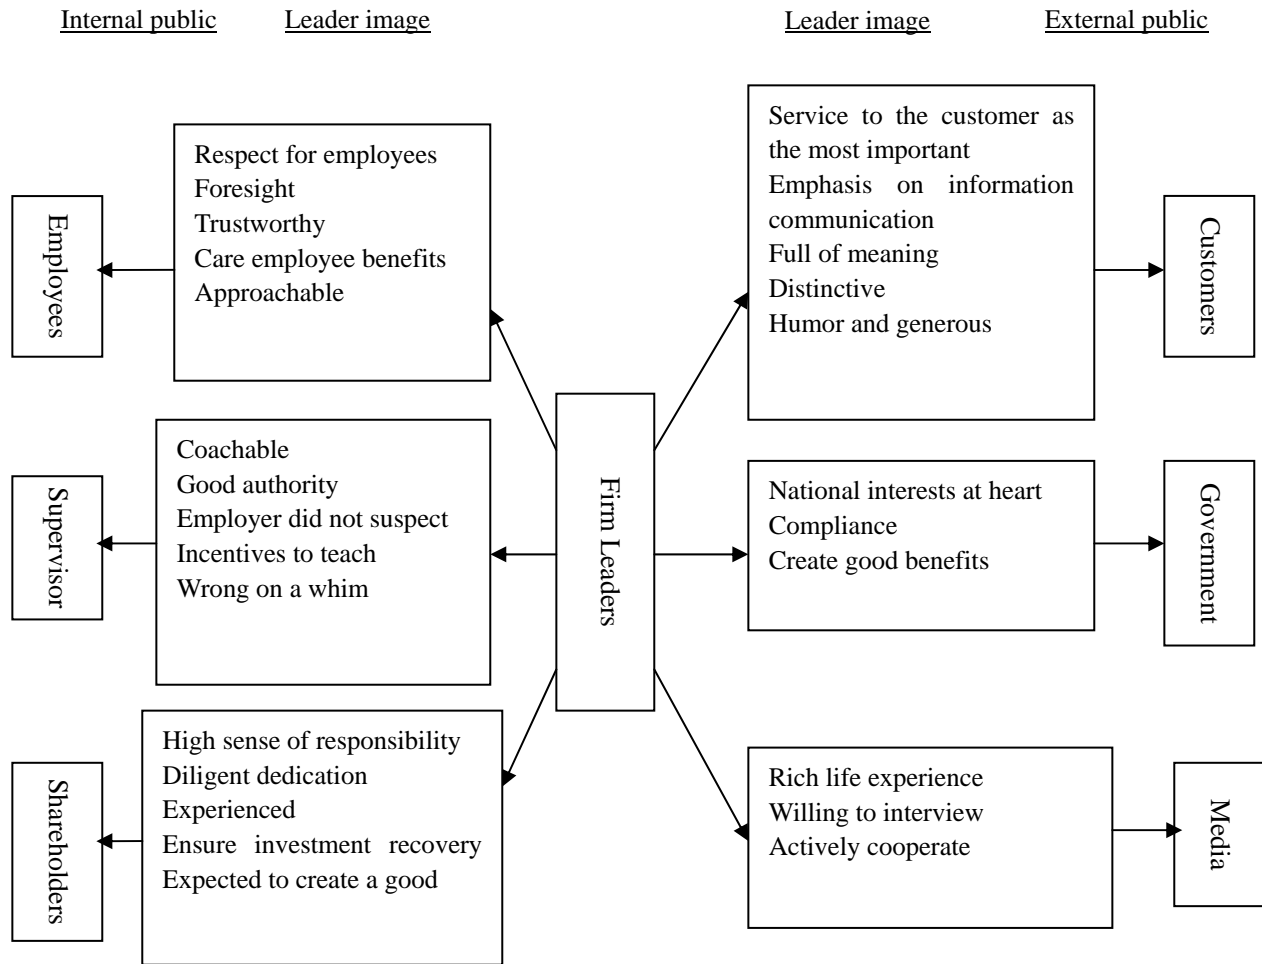 Internal public
Leader image
Leader image
External public
Employees
Respect for employees
Foresight
Trustworthy
Care employee benefits
Approachable
Supervisor
Coachable
Good authority
Employer did not suspect
Incentives to teach
Wrong on a whim
Shareholders
High sense of responsibility
Diligent dedication
Experienced
Ensure investment recovery
Expected to create a good
Firm Leaders
Service to the customer as
the most important
Emphasis on information
communication
Full of meaning
Distinctive
Humor and generous
Customers
National interests at heart
Compliance
Create good benefits
Government
Rich life experience
Willing to interview
Actively cooperate
Media